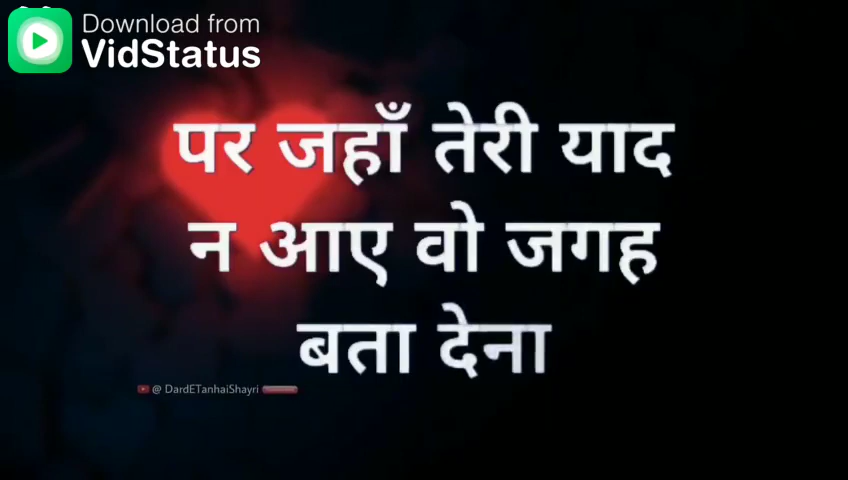 Download from
VidStatus
पर जहाँ तेरी याद
न आए वो जगह
बता देना
@ DardETanhaiShayri